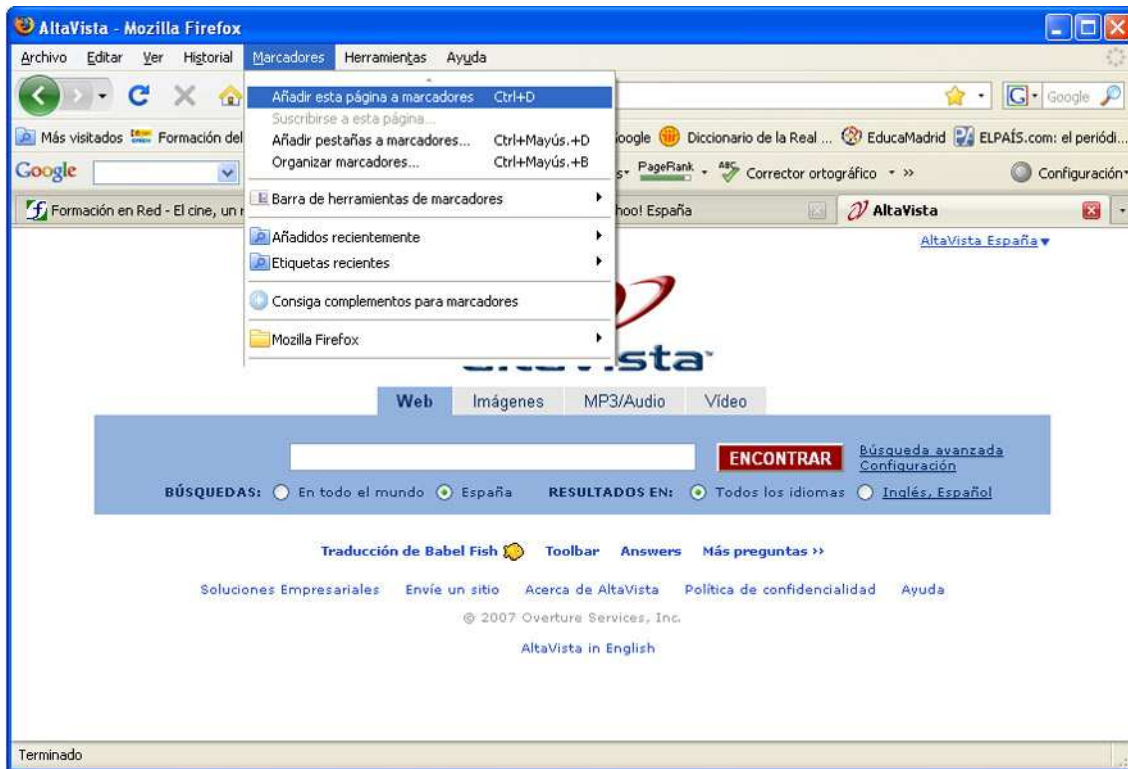 AltaVista - Mozilla Firefox
Archivo Editar Ver Historial Marcadores Herramientas Ayuda
Añadir esta página a marcadores Ctrl+D
Suscribirse a esta página...
Añadir pestañas a marcadores... Ctrl+Mayús.+D
Organizar marcadores... Ctrl+Mayús.+B
Barra de herramientas de marcadores
Añadidos recientemente
Etiquetas recientes
Consiga complementos para marcadores
Mozilla Firefox
G Google
Más visitados Formación del oogle Diccionario de la Real ... EducaMadrid ELPAÍS.com: el periódi...
Google s PageRank ABC Corrector ortográfico » Configuración
Formación en Red - El cine, un hoo! España AltaVista
AltaVista España
vista
Web Imágenes MP3/Audio Vídeo
ENCONTRAR Búsqueda avanzada
Configuración
BÚSQUEDAS: En todo el mundo España RESULTADOS EN: Todos los idiomas Inglés, Español
Traducción de Babel Fish Toolbar Answers Más preguntas ››
Soluciones Empresariales Envíe un sitio Acerca de AltaVista Política de confidencialidad Ayuda
© 2007 Overture Services, Inc.
AltaVista in English
Terminado